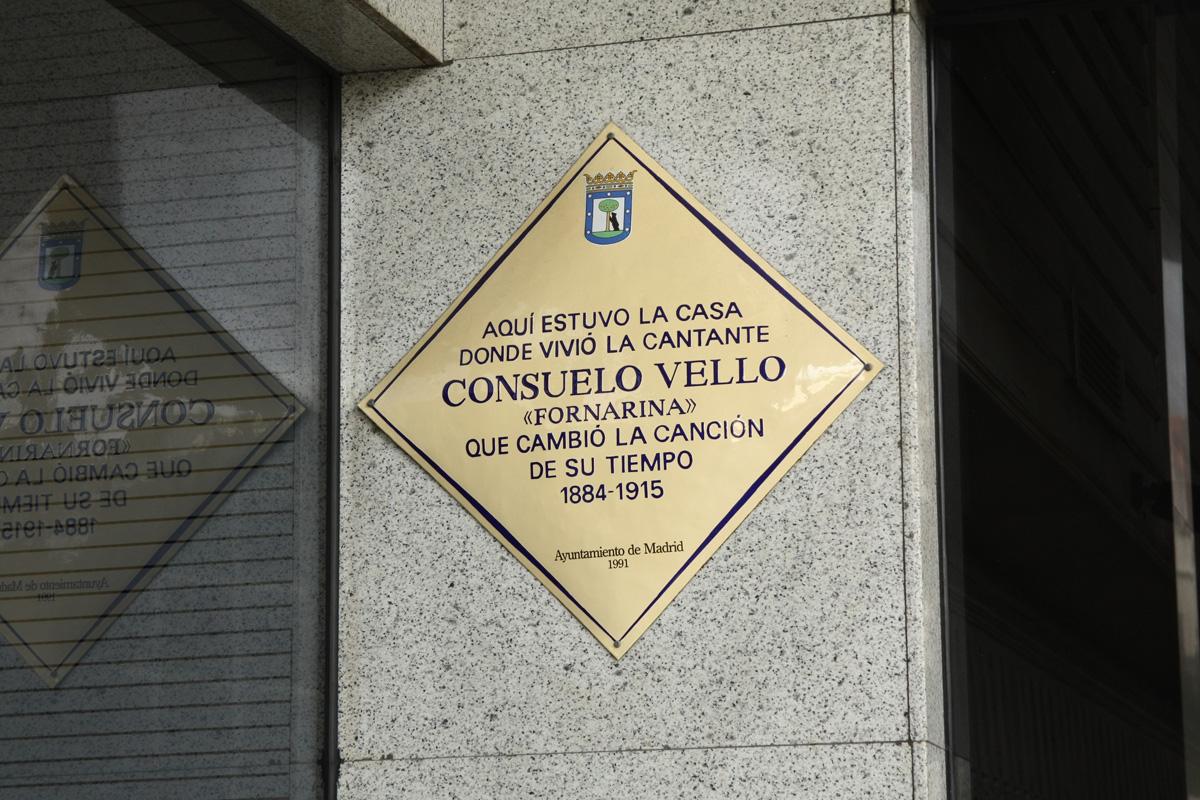 AQUÍ ESTUVO LA CASA
DONDE VIVIÓ LA CANTANTE
CONSUELO VELLO
«FORNARINA»
QUE CAMBIÓ LA CANCIÓN
DE SU TIEMPO
1884-1915
Ayuntamiento de Madrid
1991